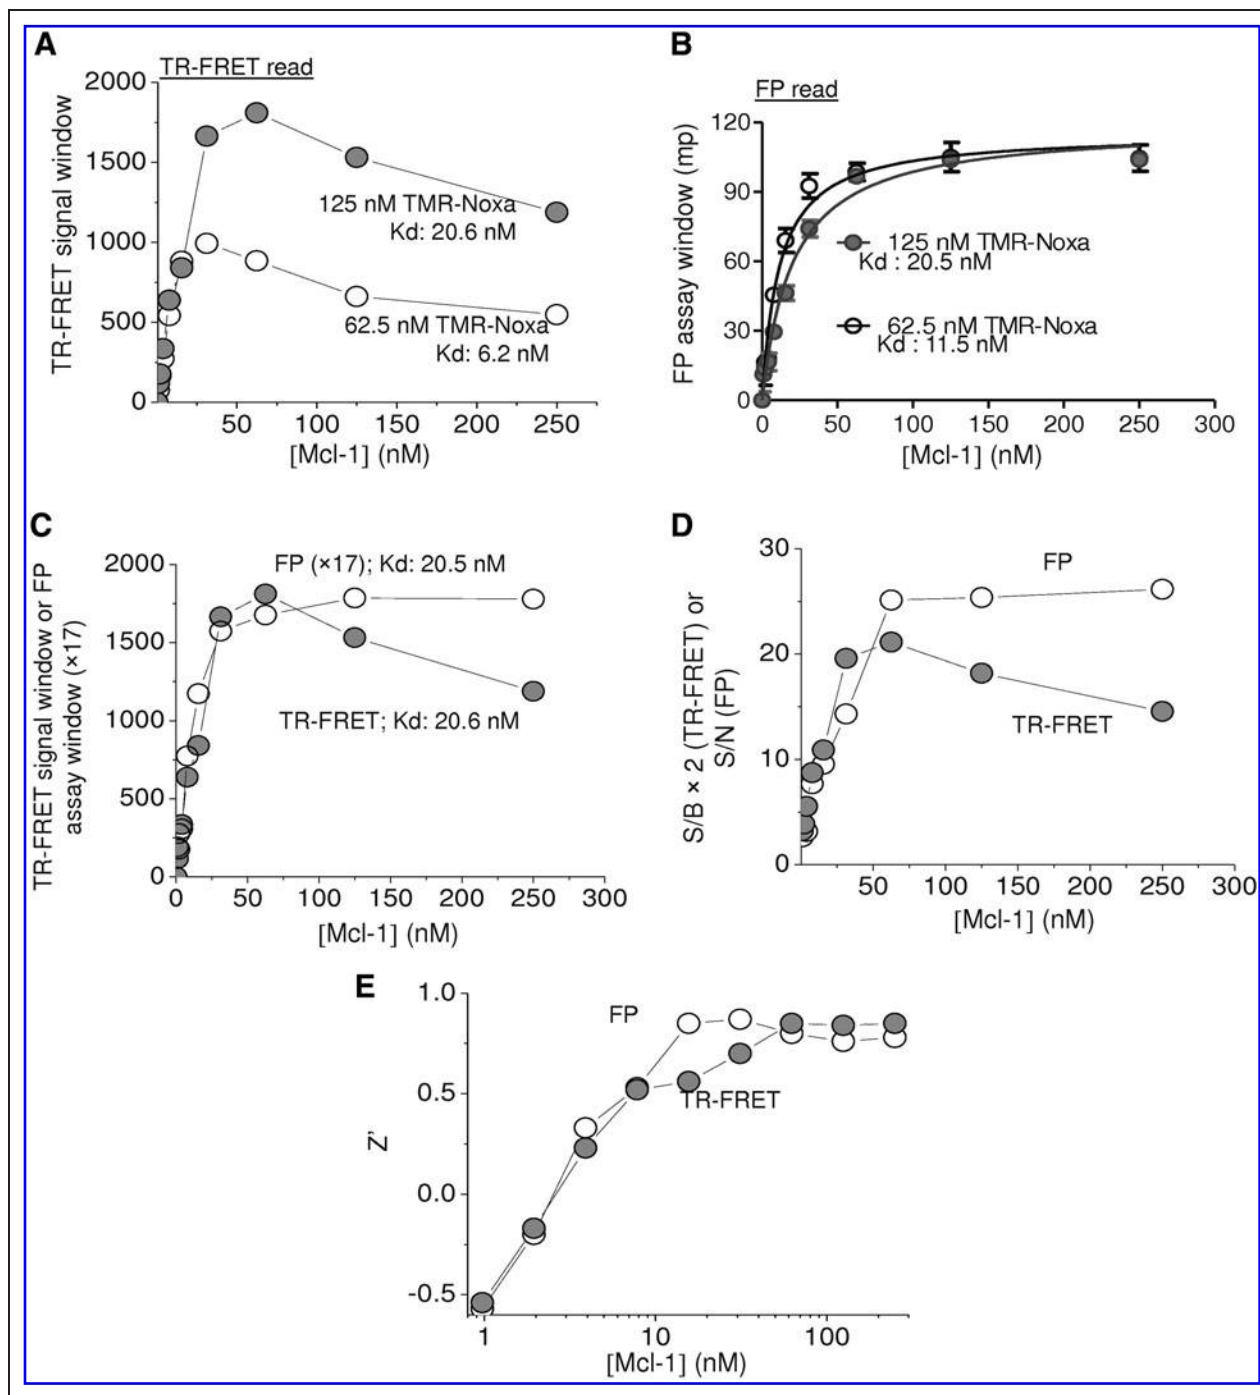 A
TR-FRET read
2000
1500
1000
500
0
TR-FRET signal window
125 nM TMR-Noxa
Kd: 20.6 nM
62.5 nM TMR-Noxa
Kd: 6.2 nM
50 100 150 200 250
[Mcl-1] (nM)
B
FP read
120
90
60
30
0
FP assay window (mp)
125 nM TMR-Noxa
Kd : 20.5 nM
62.5 nM TMR-Noxa
Kd : 11.5 nM
0 50 100 150 200 250 300
[Mcl-1] (nM)
C
2000
1500
1000
500
0
TR-FRET signal window or FP
assay window (×17)
FP (×17); Kd: 20.5 nM
TR-FRET; Kd: 20.6 nM
0 50 100 150 200 250 300
[Mcl-1] (nM)
D
30
20
10
0
S/B × 2 (TR-FRET) or
S/N (FP)
FP
TR-FRET
50 100 150 200 250 300
[Mcl-1] (nM)
E
1.0
0.5
0.0
-0.5
Z'
FP
TR-FRET
1 10 100
[Mcl-1] (nM)